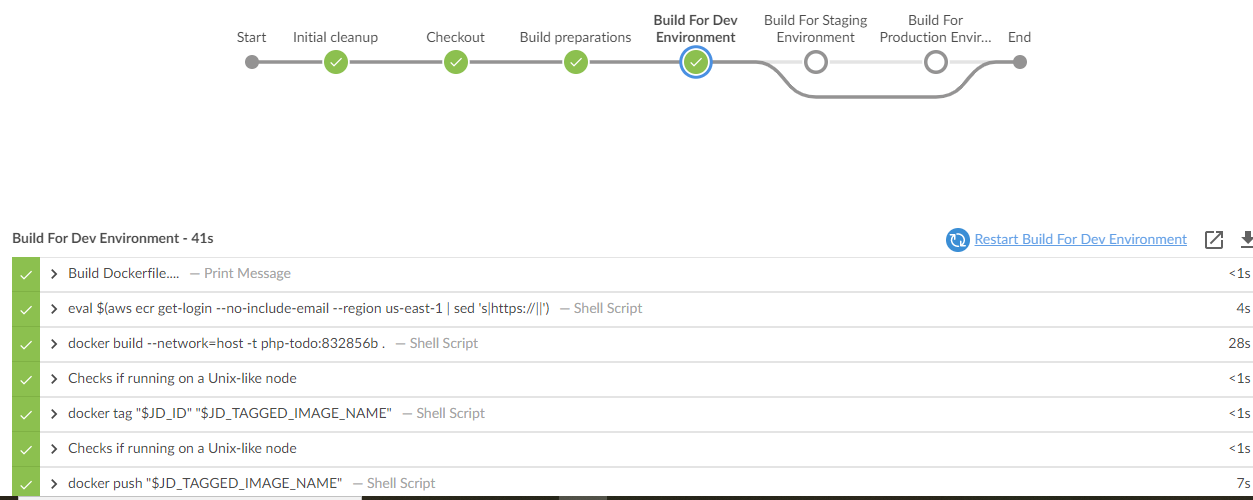 Start
Initial cleanup
Checkout
Build preparations
Build For Dev
Environment
Build For Staging
Environment
Build For
Production Envir...
End
Build For Dev Environment - 41s
Restart Build For Dev Environment
Build Dockerfile.... — Print Message <1s
eval $(aws ecr get-login --no-include-email --region us-east-1 | sed 's|https://||') — Shell Script 4s
docker build --network=host -t php-todo:832856b . — Shell Script 28s
Checks if running on a Unix-like node <1s
docker tag "$JD_ID" "$JD_TAGGED_IMAGE_NAME" — Shell Script <1s
Checks if running on a Unix-like node <1s
docker push "$JD_TAGGED_IMAGE_NAME" — Shell Script 7s